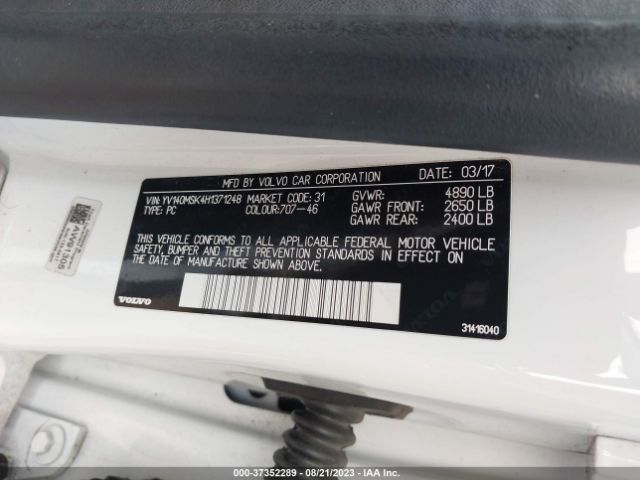 MFD BY VOLVO CAR CORPORATION DATE: 03/17
VIN: YV140MSK4H1371248 MARKET CODE: 31 GVWR: 4890 LB
TYPE: PC COLOUR:707-46 GAWR FRONT: 2650 LB
GAWR REAR: 2400 LB
THIS VEHICLE CONFORMS TO ALL APPLICABLE FEDERAL MOTOR VEHICLE
SAFETY, BUMPER AND THEFT PREVENTION STANDARDS IN EFFECT ON
THE DATE OF MANUFACTURE SHOWN ABOVE.
VOLVO
31416040
AW91305
000-37352289 - 08/21/2023 - IAA Inc.